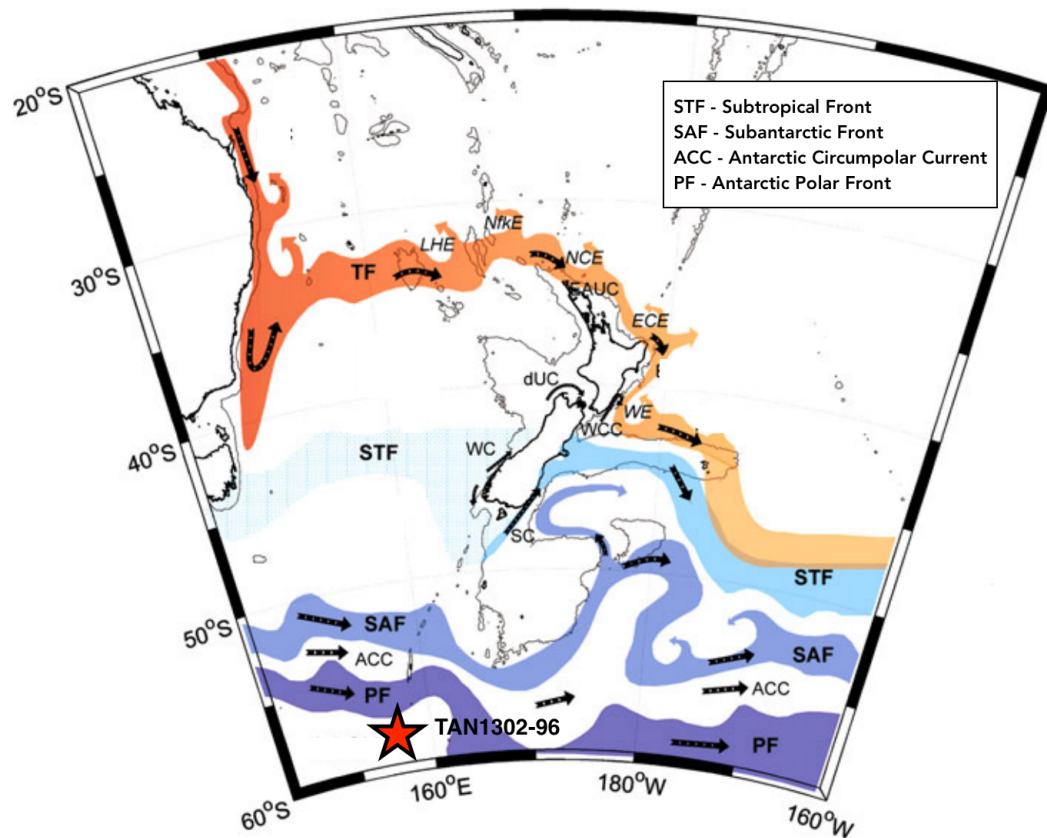 20°S
STF - Subtropical Front
SAF - Subantarctic Front
ACC - Antarctic Circumpolar Current
PF - Antarctic Polar Front
30°S
TF
LHE
NfkE
NCE
EAUC
ECE
dUC
WE
WCC
40°S
STF
WC
SC
STF
50°S
SAF
ACC
PF
SAF
ACC
TAN1302-96
PF
60°S
160°E
180°W
160°W